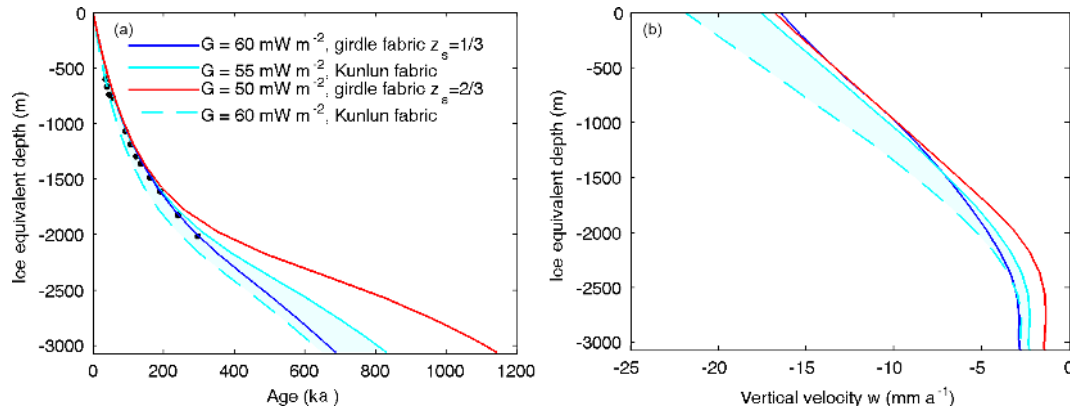 (a)
G = 60 mW m⁻², girdle fabric z_s=1/3
G = 55 mW m⁻², Kunlun fabric
G = 50 mW m⁻², girdle fabric z_s=2/3
G = 60 mW m⁻², Kunlun fabric
0
-500
-1000
-1500
-2000
-2500
-3000
Ice equivalent depth (m)
0 200 400 600 800 1000 1200
Age (ka )
(b)
0
-500
-1000
-1500
-2000
-2500
-3000
Ice equivalent depth (m)
-25 -20 -15 -10 -5 0
Vertical velocity w (mm a⁻¹)